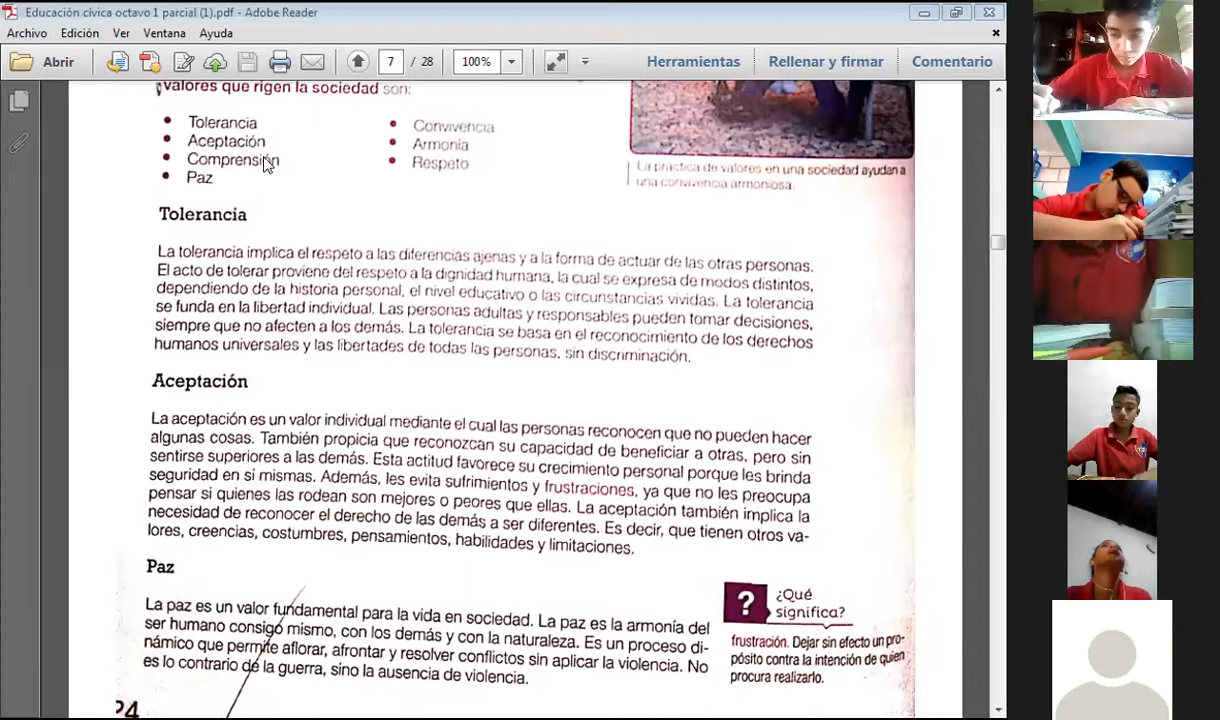 Educación cívica octavo 1 parcial (1).pdf - Adobe Reader
Archivo Edición Ver Ventana Ayuda
Abrir 7 / 28 100% Herramientas Rellenar y firmar Comentario
valores que rigen la sociedad son:
• Tolerancia
• Aceptación
• Comprensión
• Paz
• Convivencia
• Armonía
• Respeto
La práctica de valores en una sociedad ayudan a
una convivencia armoniosa.
Tolerancia
La tolerancia implica el respeto a las diferencias ajenas y a la forma de actuar de las otras personas.
El acto de tolerar proviene del respeto a la dignidad humana, la cual se expresa de modos distintos,
dependiendo de la historia personal, el nivel educativo o las circunstancias vividas. La tolerancia
se funda en la libertad individual. Las personas adultas y responsables pueden tomar decisiones,
siempre que no afecten a los demás. La tolerancia se basa en el reconocimiento de los derechos
humanos universales y las libertades de todas las personas, sin discriminación.
Aceptación
La aceptación es un valor individual mediante el cual las personas reconocen que no pueden hacer
algunas cosas. También propicia que reconozcan su capacidad de beneficiar a otras, pero sin
sentirse superiores a las demás. Esta actitud favorece su crecimiento personal porque les brinda
seguridad en sí mismas. Además, les evita sufrimientos y frustraciones, ya que no les preocupa
pensar si quienes las rodean son mejores o peores que ellas. La aceptación también implica la
necesidad de reconocer el derecho de las demás a ser diferentes. Es decir, que tienen otros va-
lores, creencias, costumbres, pensamientos, habilidades y limitaciones.
Paz
La paz es un valor fundamental para la vida en sociedad. La paz es la armonía del
ser humano consigo mismo, con los demás y con la naturaleza. Es un proceso di-
námico que permite aflorar, afrontar y resolver conflictos sin aplicar la violencia. No
es lo contrario de la guerra, sino la ausencia de violencia.
? ¿Qué
significa?
frustración. Dejar sin efecto un pro-
pósito contra la intención de quien
procura realizarlo.
24